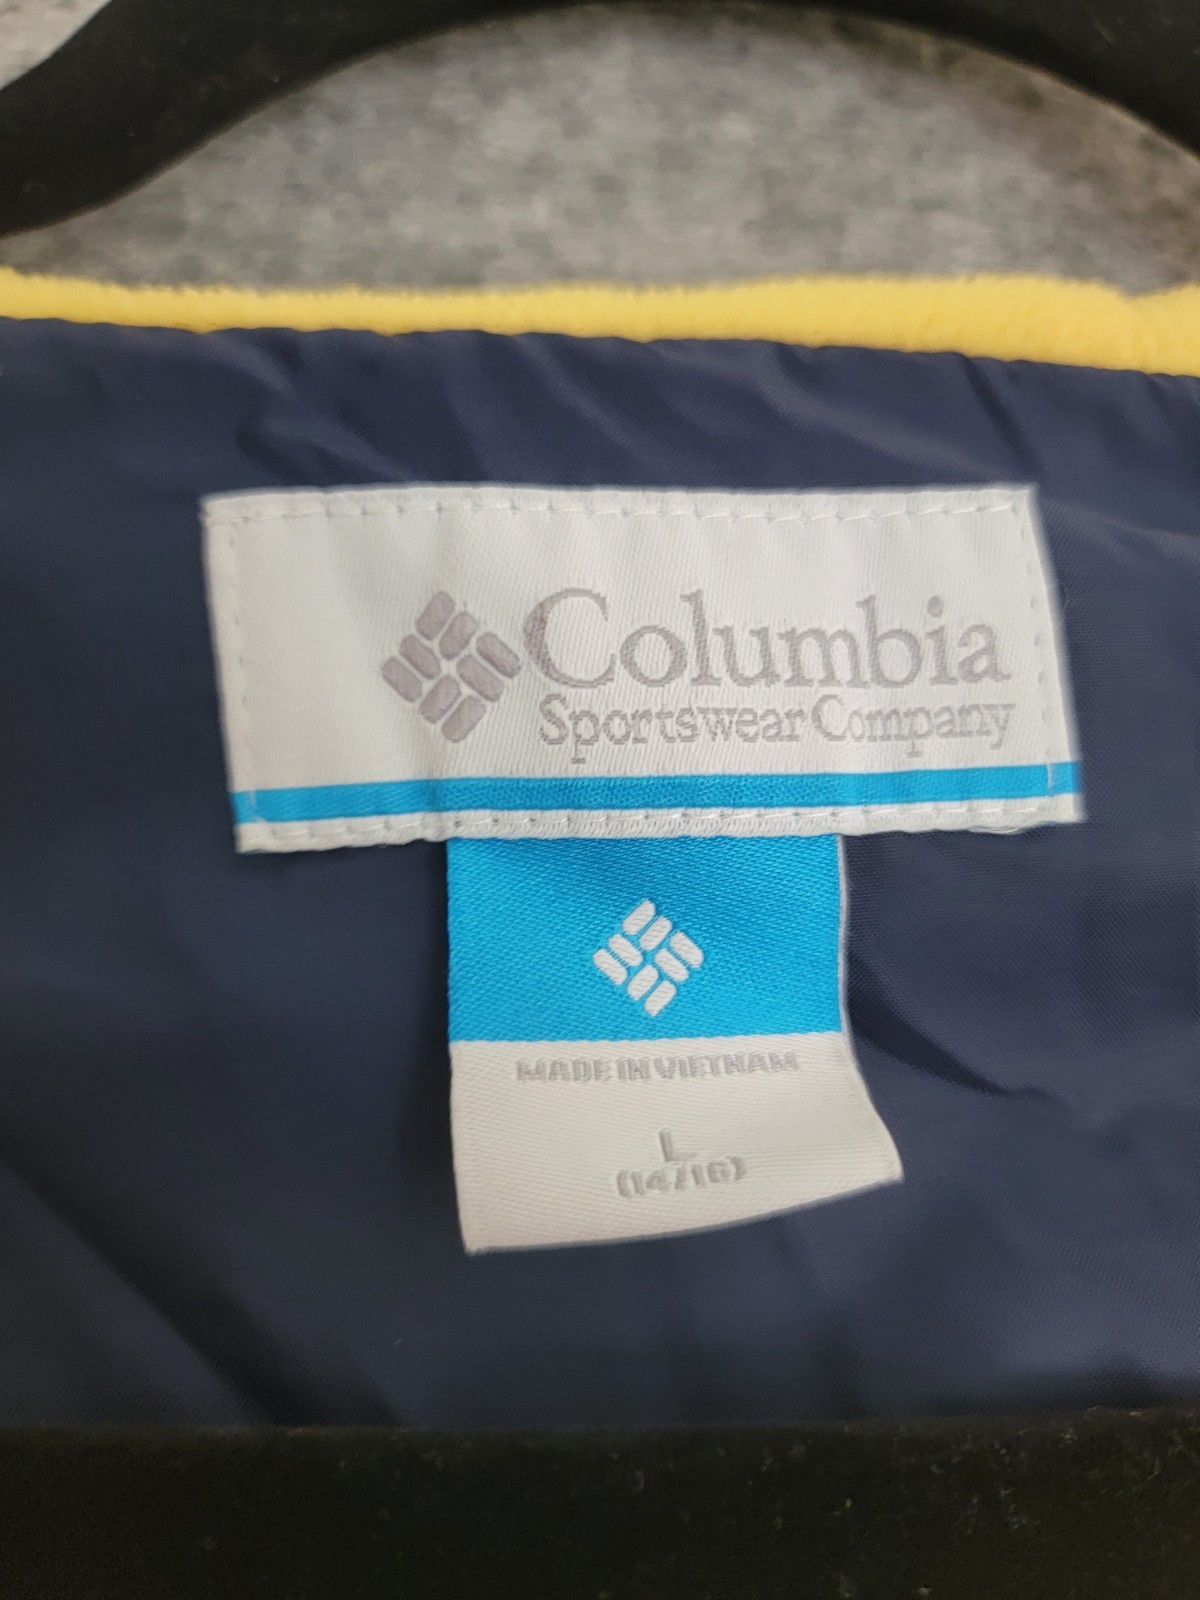 Columbia
Sportswear Company
MADE IN VIETNAM
L
(14/16)